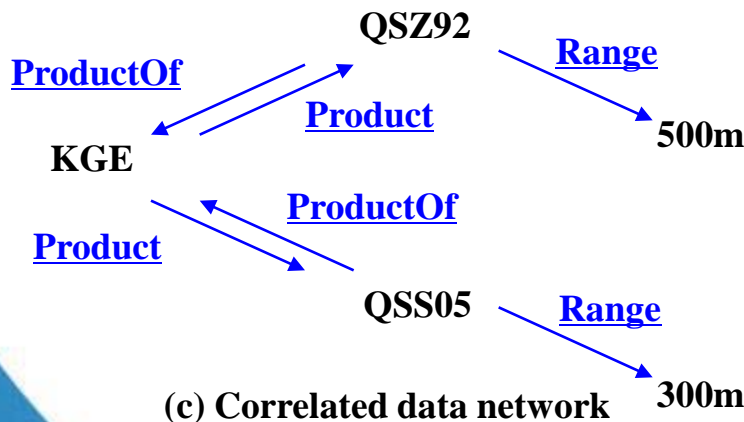 QSZ92
Range
ProductOf
Product
500m
KGE
ProductOf
Product
QSS05
Range
300m
(c) Correlated data network